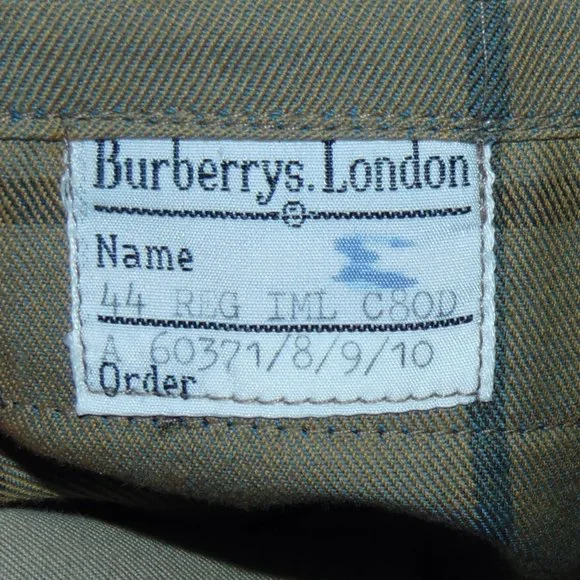 Burberrys. London
Name
44 REG IML C80D
A 60371/8/9/10
Order